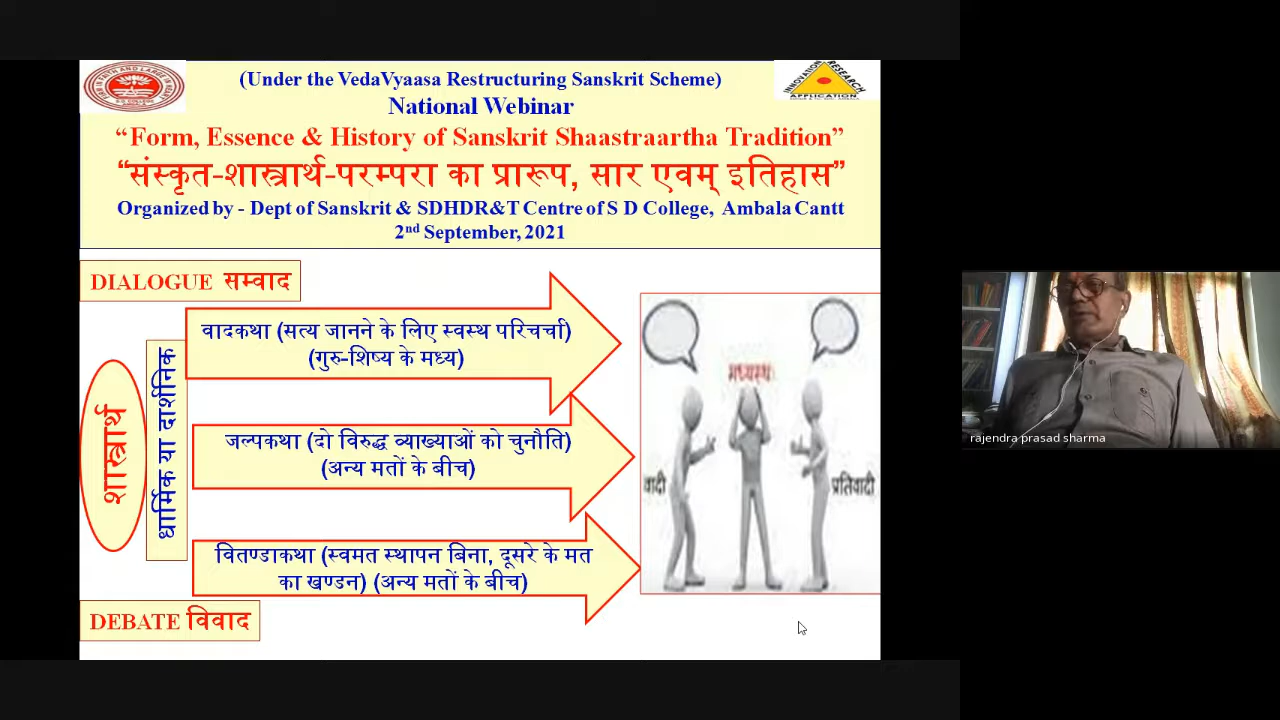 (Under the VedaVyaasa Restructuring Sanskrit Scheme)
National Webinar
“Form, Essence & History of Sanskrit Shaastraartha Tradition”
“संस्कृत-शास्त्रार्थ-परम्परा का प्रारूप, सार एवम् इतिहास”
Organized by - Dept of Sanskrit & SDHDR&T Centre of S D College, Ambala Cantt
2nd September, 2021
INNOVATION RESEARCH
APPLICATION
DIALOGUE सम्वाद
शास्त्रार्थ
धार्मिक या दार्शनिक
वादकथा (सत्य जानने के लिए स्वस्थ परिचर्चा)
(गुरु-शिष्य के मध्य)
जल्पकथा (दो विरुद्ध व्याख्याओं को चुनौति)
(अन्य मतों के बीच)
वितण्डाकथा (स्वमत स्थापन बिना, दूसरे के मत
का खण्डन) (अन्य मतों के बीच)
DEBATE विवाद
मध्यस्थ
वादी
प्रतिवादी
rajendra prasad sharma